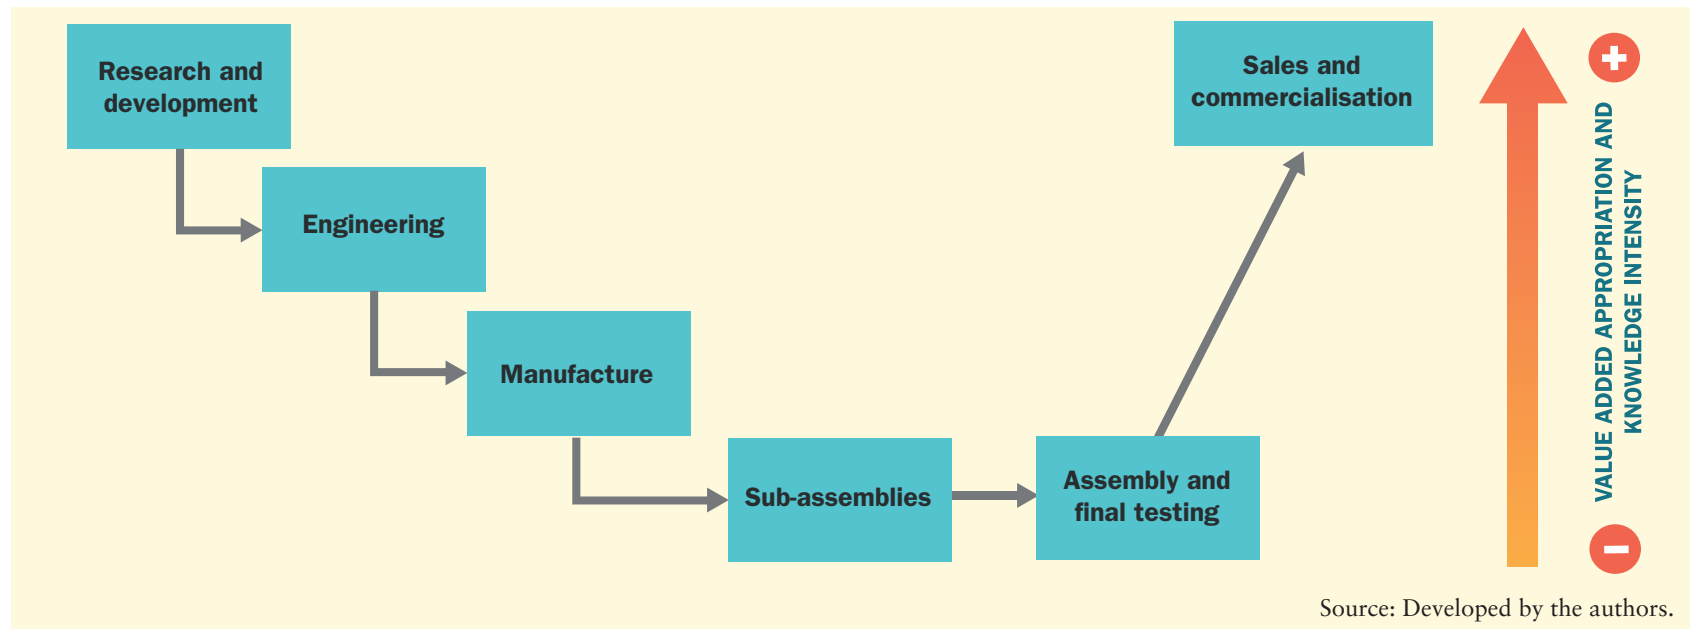 Research and
development
Engineering
Manufacture
Sub-assemblies
Assembly and
final testing
Sales and
commercialisation
VALUE ADDED APPROPRIATION AND
KNOWLEDGE INTENSITY
Source: Developed by the authors.